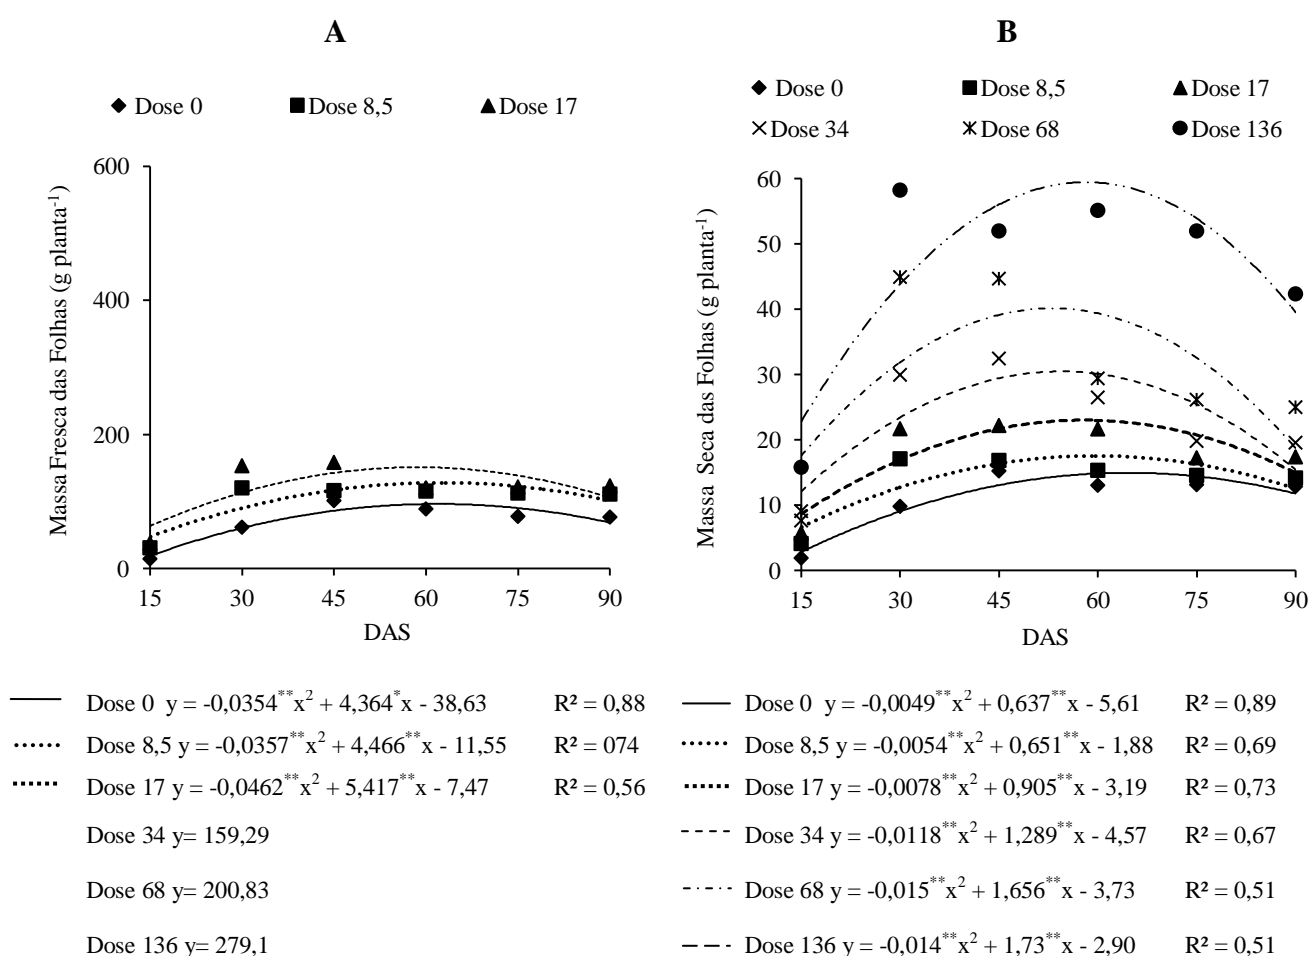 A
Dose 0 Dose 8,5 Dose 17
600
400
200
0
15 30 45 60 75 90
DAS
Massa Fresca das Folhas (g planta⁻¹)
Dose 0 y = -0,0354**x² + 4,364*x - 38,63 R² = 0,88
Dose 8,5 y = -0,0357**x² + 4,466**x - 11,55 R² = 074
Dose 17 y = -0,0462**x² + 5,417**x - 7,47 R² = 0,56
Dose 34 y= 159,29
Dose 68 y= 200,83
Dose 136 y= 279,1
B
Dose 0 Dose 8,5 Dose 17
Dose 34 Dose 68 Dose 136
60
50
40
30
20
10
0
15 30 45 60 75 90
DAS
Massa Seca das Folhas (g planta⁻¹)
Dose 0 y = -0,0049**x² + 0,637**x - 5,61 R² = 0,89
Dose 8,5 y = -0,0054**x² + 0,651**x - 1,88 R² = 0,69
Dose 17 y = -0,0078**x² + 0,905**x - 3,19 R² = 0,73
Dose 34 y = -0,0118**x² + 1,289**x - 4,57 R² = 0,67
Dose 68 y = -0,015**x² + 1,656**x - 3,73 R² = 0,51
Dose 136 y = -0,014**x² + 1,73**x - 2,90 R² = 0,51